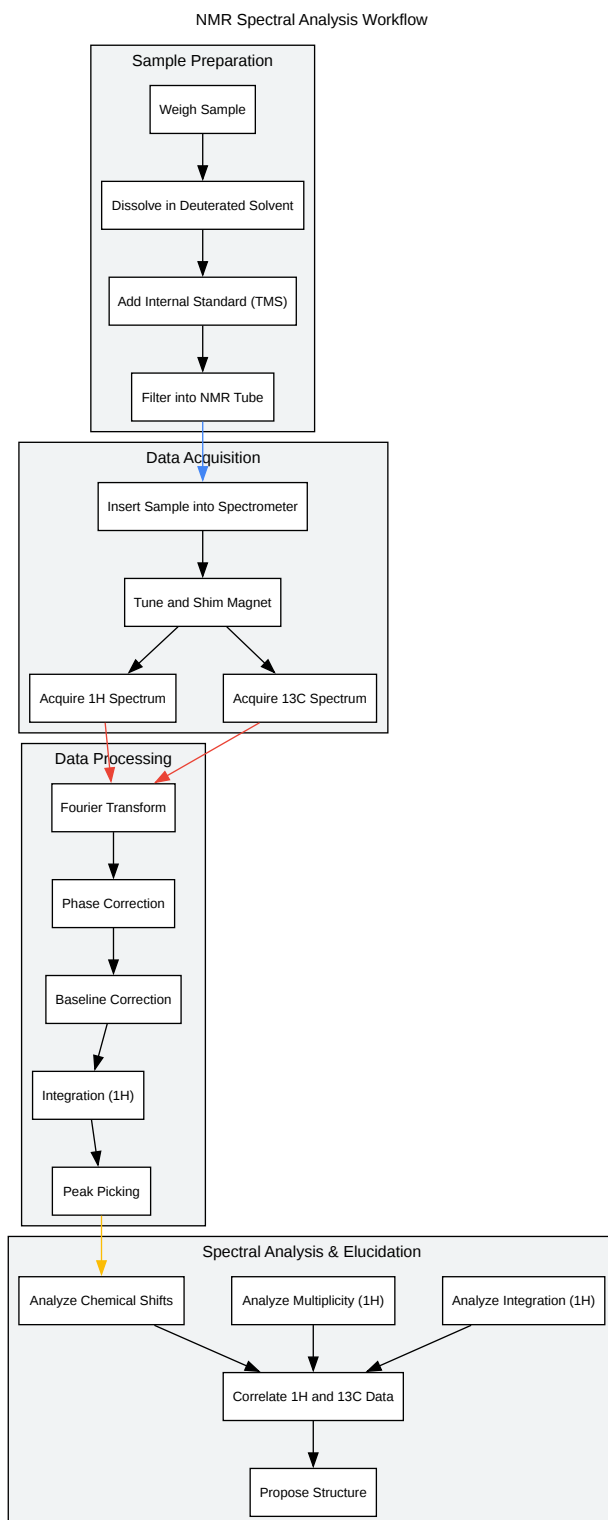 NMR Spectral Analysis Workflow
Sample Preparation
Weigh Sample
Dissolve in Deuterated Solvent
Add Internal Standard (TMS)
Filter into NMR Tube
Data Acquisition
Insert Sample into Spectrometer
Tune and Shim Magnet
Acquire 1H Spectrum
Acquire 13C Spectrum
Data Processing
Fourier Transform
Phase Correction
Baseline Correction
Integration (1H)
Peak Picking
Spectral Analysis & Elucidation
Analyze Chemical Shifts
Analyze Multiplicity (1H)
Analyze Integration (1H)
Correlate 1H and 13C Data
Propose Structure